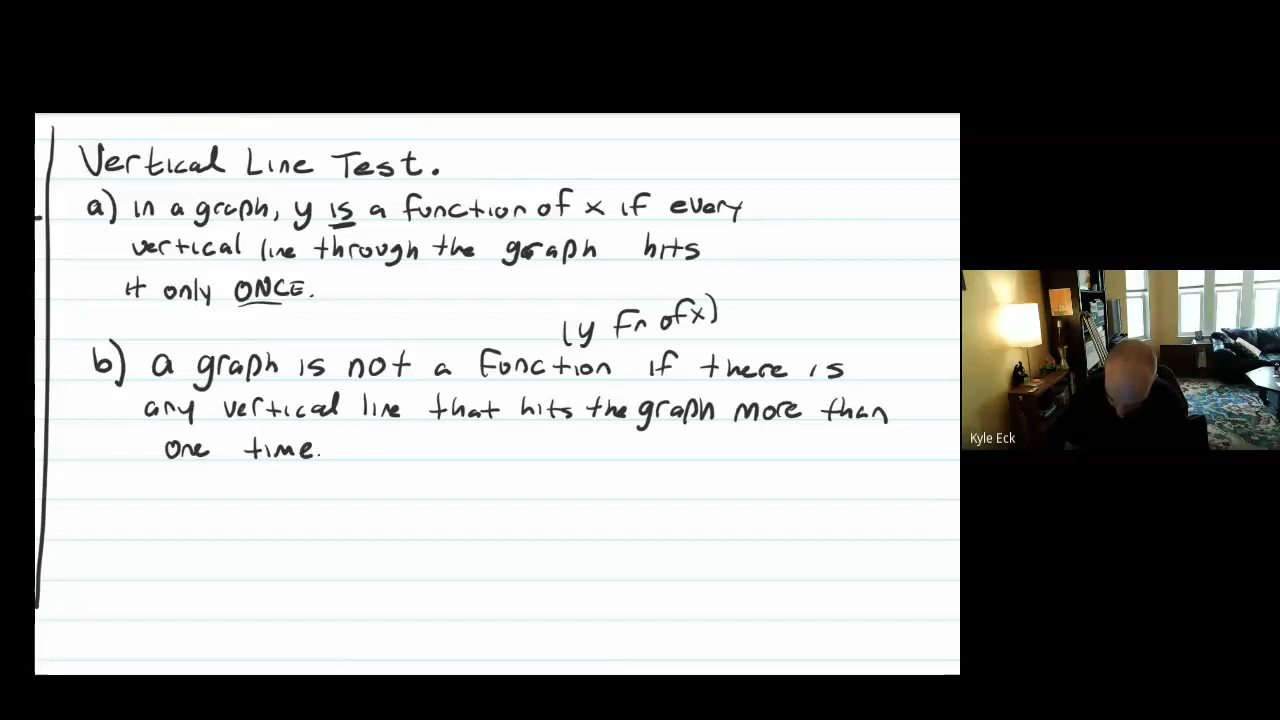 Vertical Line Test.
a) in a graph, y is a function of x if every
vertical line through the graph hits
it only ONCE.
(y Fn of x)
b) a graph is not a Function if there is
any vertical line that hits the graph more than
one time.
Kyle Eck